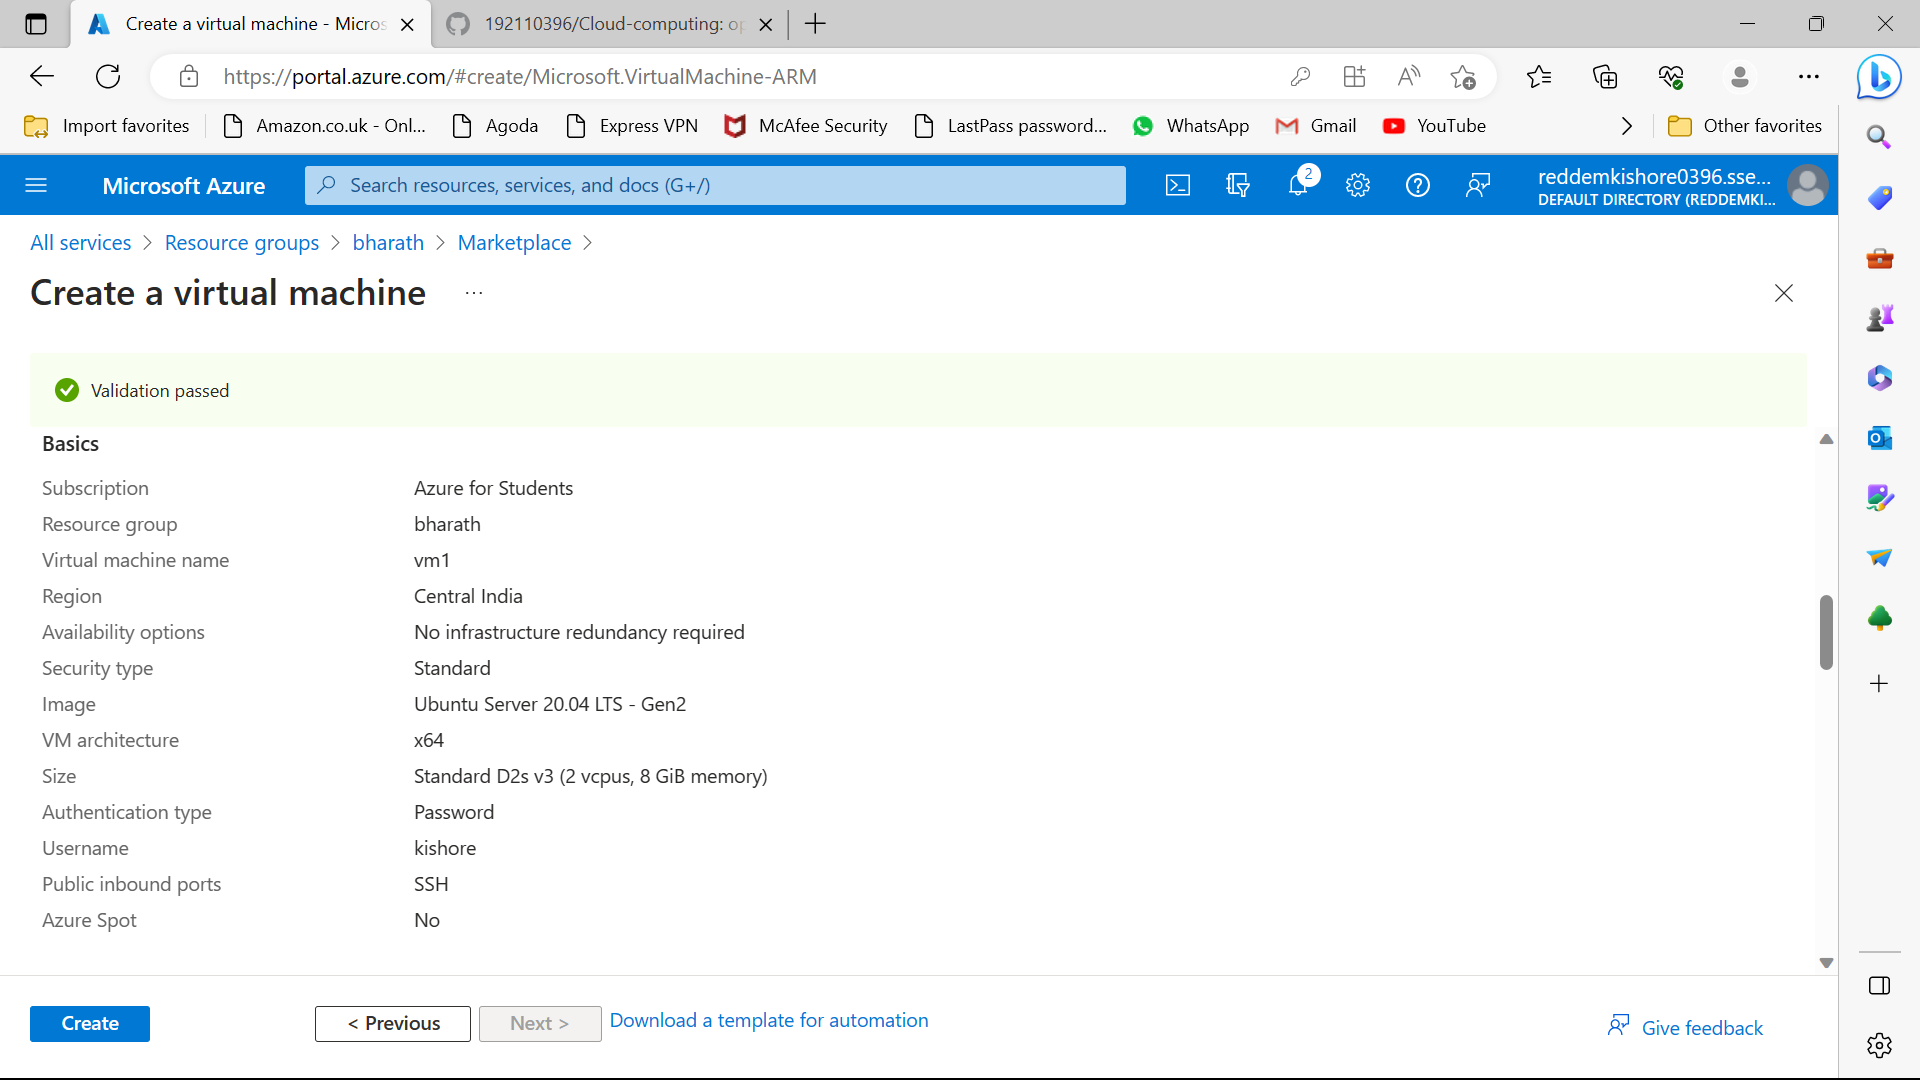 Create a virtual machine - Micros
192110396/Cloud-computing: op
https://portal.azure.com/#create/Microsoft.VirtualMachine-ARM
Import favorites
Amazon.co.uk - Onl...
Agoda
Express VPN
McAfee Security
LastPass password...
WhatsApp
Gmail
YouTube
Other favorites
Microsoft Azure
Search resources, services, and docs (G+/)
2
reddemkishore0396.sse...
DEFAULT DIRECTORY (REDDEMKI...
All services > Resource groups > bharath > Marketplace >
Create a virtual machine ...
Validation passed
Basics
Subscription Azure for Students
Resource group bharath
Virtual machine name vm1
Region Central India
Availability options No infrastructure redundancy required
Security type Standard
Image Ubuntu Server 20.04 LTS - Gen2
VM architecture x64
Size Standard D2s v3 (2 vcpus, 8 GiB memory)
Authentication type Password
Username kishore
Public inbound ports SSH
Azure Spot No
Create
< Previous
Next >
Download a template for automation
Give feedback